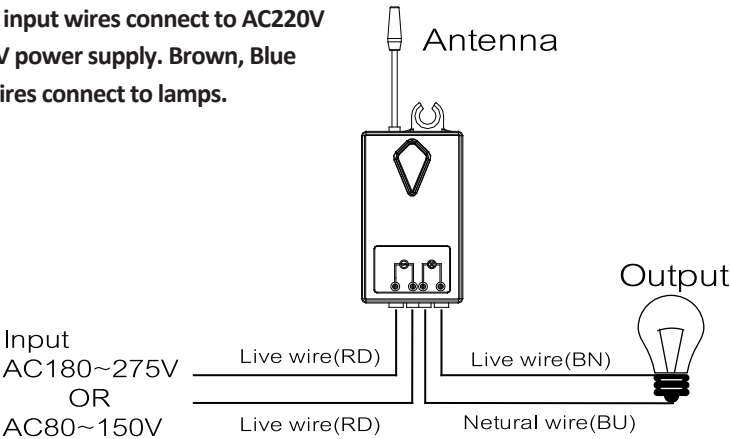 input wires connect to AC220V
V power supply. Brown, Blue
wires connect to lamps.
Antenna
Output
Input
AC180~275V
OR
AC80~150V
Live wire(RD)
Live wire(BN)
Live wire(RD)
Netural wire(BU)